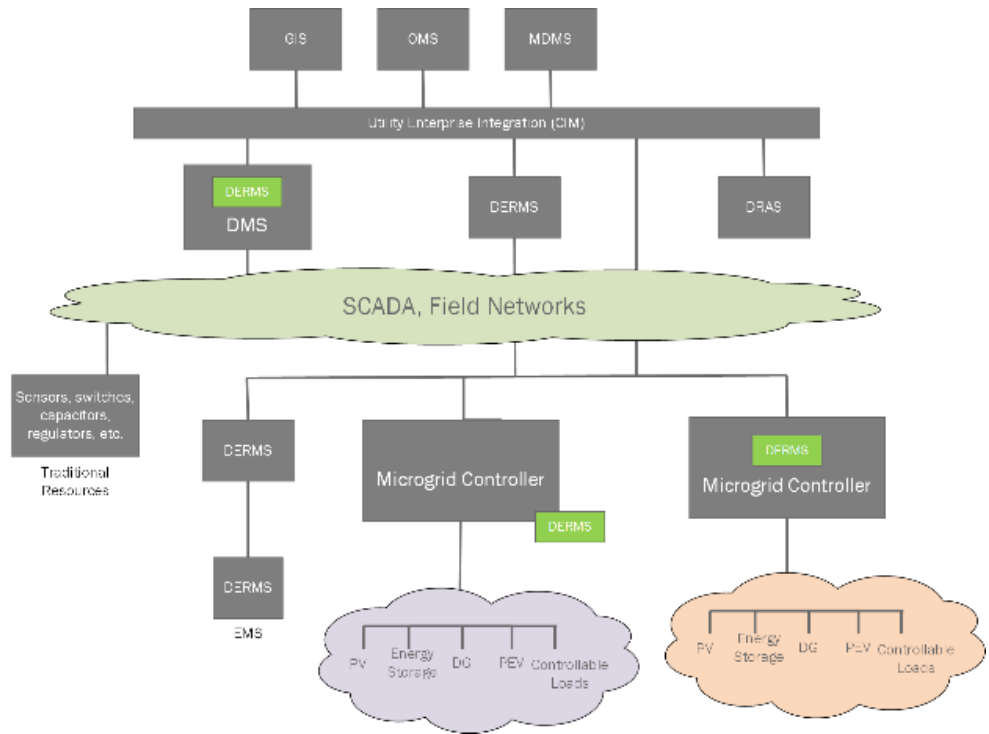 GIS
OMS
MDMS
Utility Enterprise Integration (CIM)
DERMS
DMS
DERMS
DRAS
SCADA, Field Networks
Sensors, switches,
capacitors,
regulators, etc.
Traditional
Resources
DERMS
Microgrid Controller
DERMS
DERMS
Microgrid Controller
DERMS
EMS
PV
Energy
Storage
DG
PEV
Controllable
Loads
PV
Energy
Storage
DG
PEV
Controllable
Loads